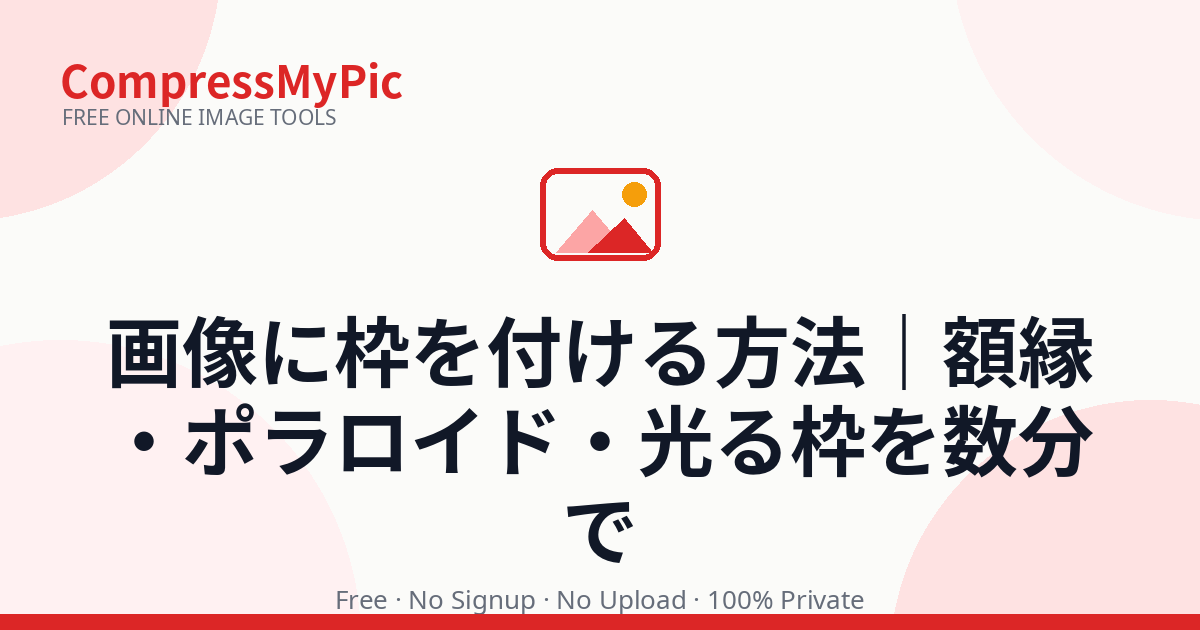 CompressMyPic
FREE ONLINE IMAGE TOOLS
画像に枠を付ける方法｜額縁
・ポラロイド・光る枠を数分
で
Free · No Signup · No Upload · 100% Private